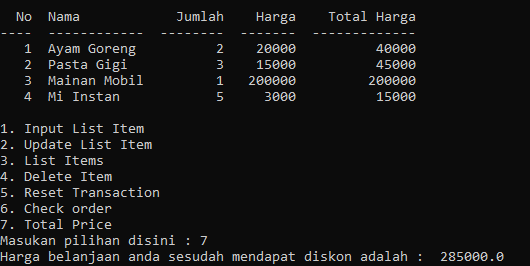 No  Nama           Jumlah    Harga    Total Harga
----  ------------  --------  -------  -------------
1  Ayam Goreng         2    20000          40000
2  Pasta Gigi          3    15000          45000
3  Mainan Mobil        1   200000         200000
4  Mi Instan           5     3000          15000
1. Input List Item
2. Update List Item
3. List Items
4. Delete Item
5. Reset Transaction
6. Check order
7. Total Price
Masukan pilihan disini : 7
Harga belanjaan anda sesudah mendapat diskon adalah :  285000.0